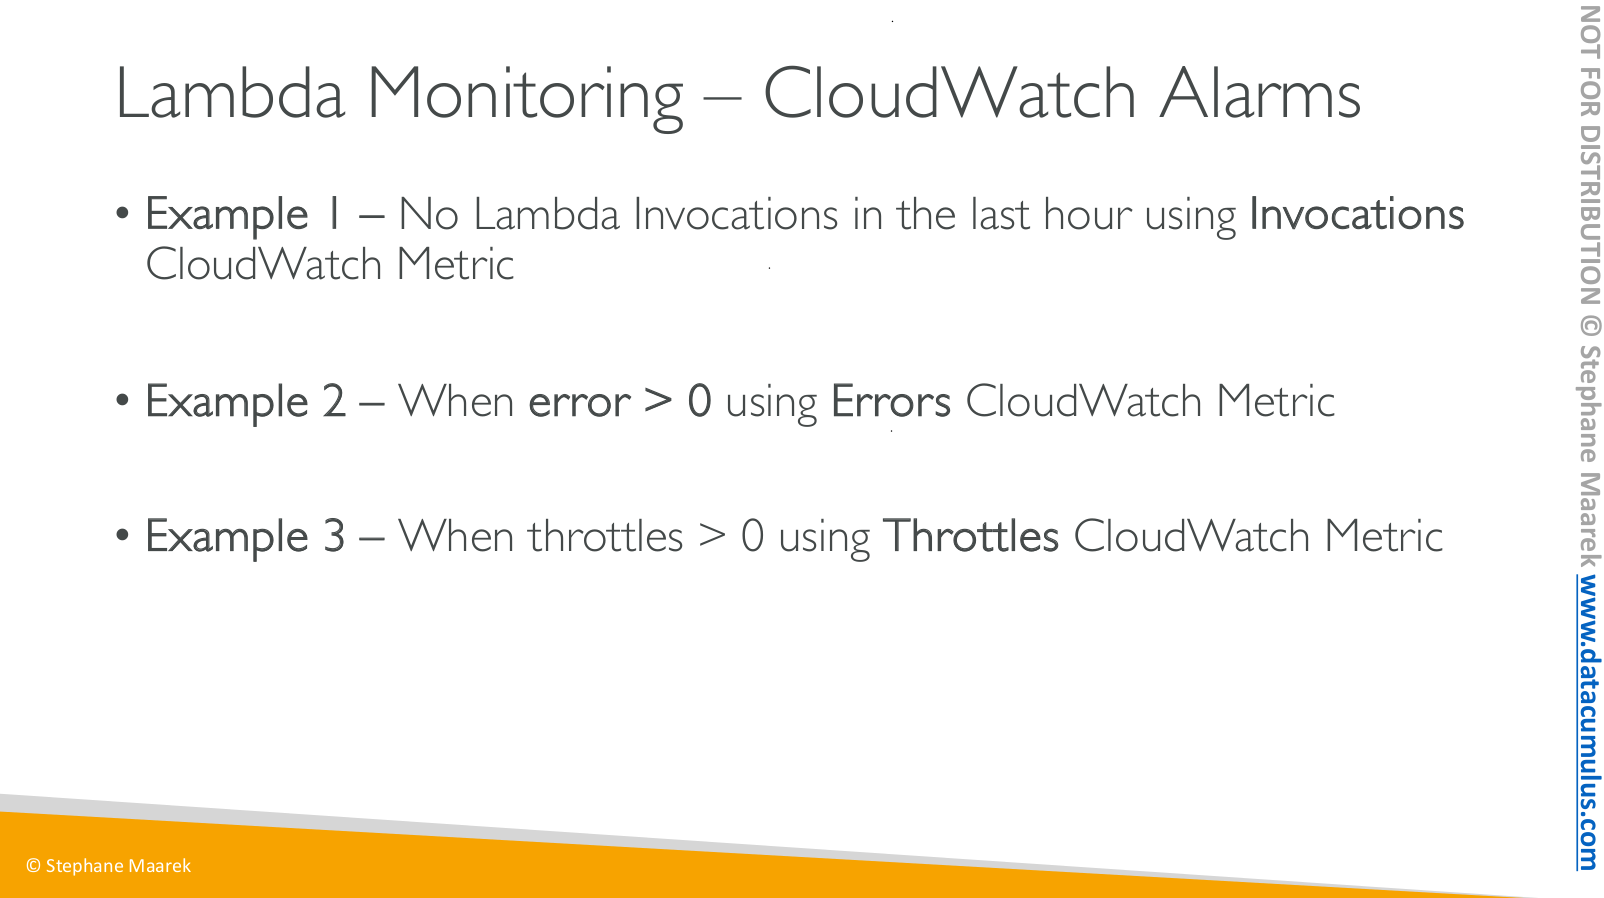 Lambda Monitoring – CloudWatch Alarms
• Example 1 – No Lambda Invocations in the last hour using Invocations
CloudWatch Metric
• Example 2 – When error > 0 using Errors CloudWatch Metric
• Example 3 – When throttles > 0 using Throttles CloudWatch Metric
© Stephane Maarek
NOT FOR DISTRIBUTION © Stephane Maarek www.datacumulus.com